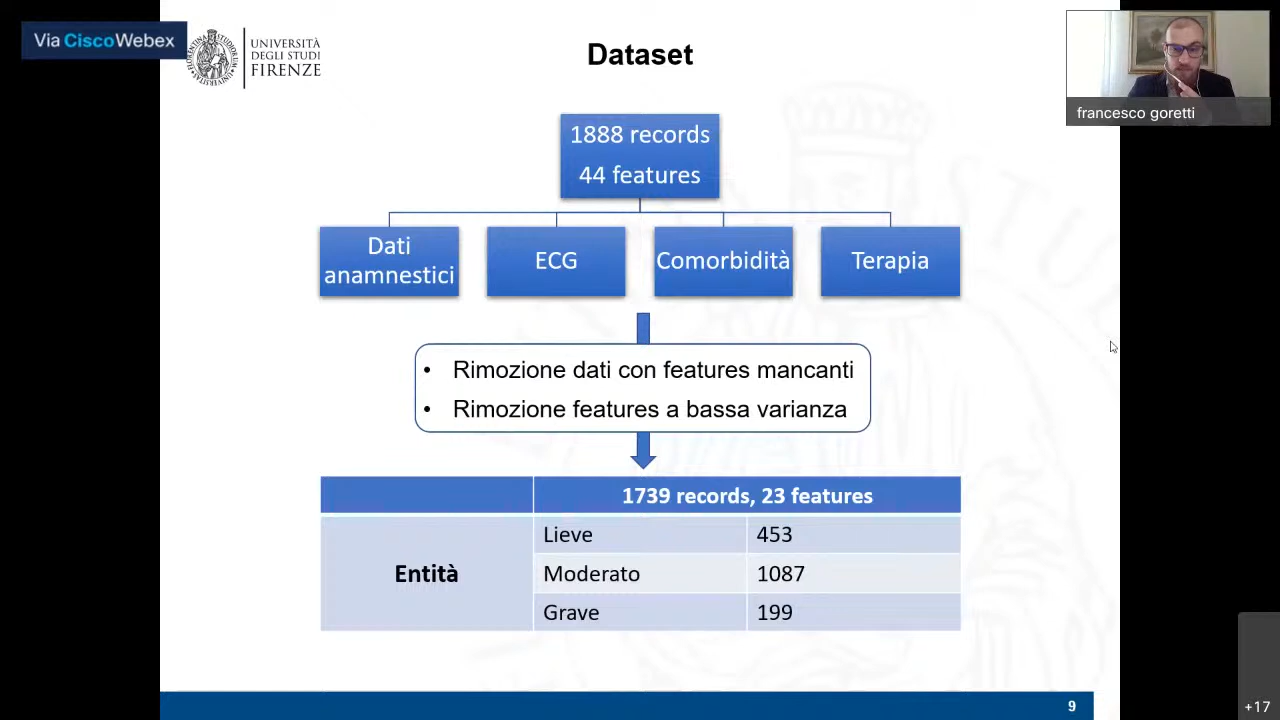 Via Cisco Webex
UNIVERSITÀ
DEGLI STUDI
FIRENZE
Dataset
francesco goretti
1888 records
44 features
Dati
anamnestici
ECG
Comorbidità
Terapia
• Rimozione dati con features mancanti
• Rimozione features a bassa varianza
1739 records, 23 features
Entità
Lieve 453
Moderato 1087
Grave 199
9
+17